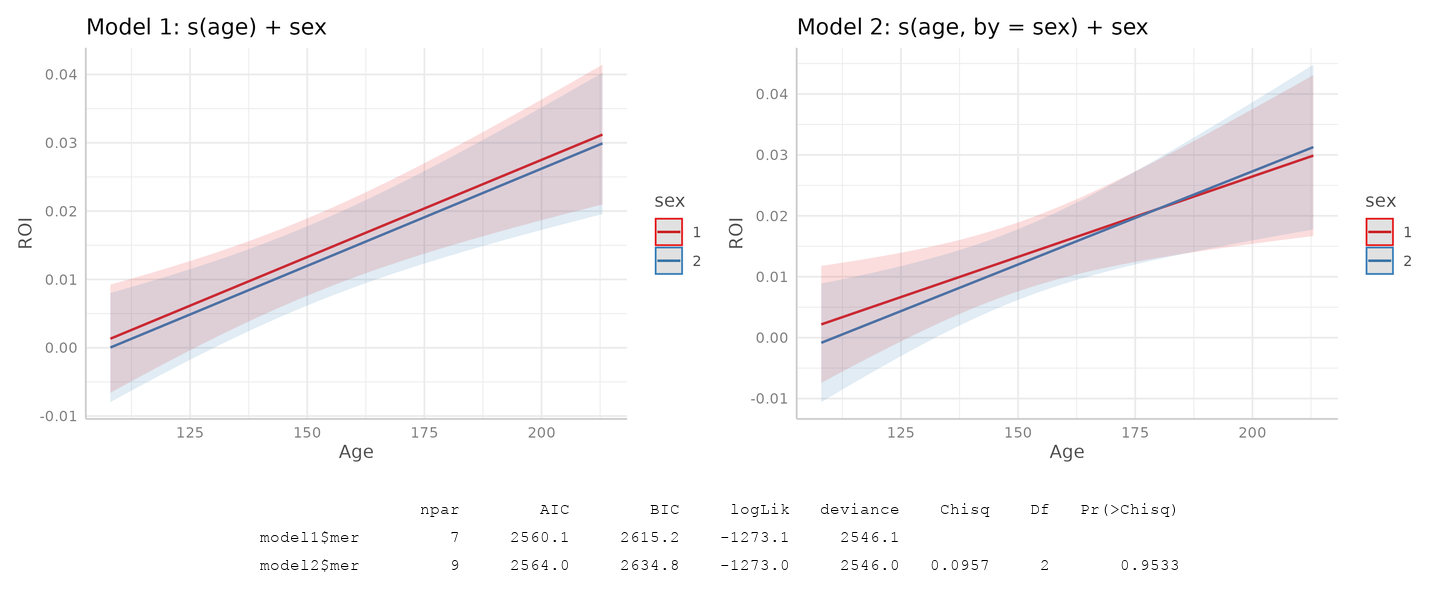 Model 1: s(age) + sex
0.04
0.03
0.02
0.01
0.00
-0.01
ROI
125 150 175 200
Age
sex
1
2
Model 2: s(age, by = sex) + sex
0.04
0.03
0.02
0.01
0.00
-0.01
ROI
125 150 175 200
Age
sex
1
2
npar AIC BIC logLik deviance Chisq Df Pr(>Chisq)
model1$mer 7 2560.1 2615.2 -1273.1 2546.1
model2$mer 9 2564.0 2634.8 -1273.0 2546.0 0.0957 2 0.9533